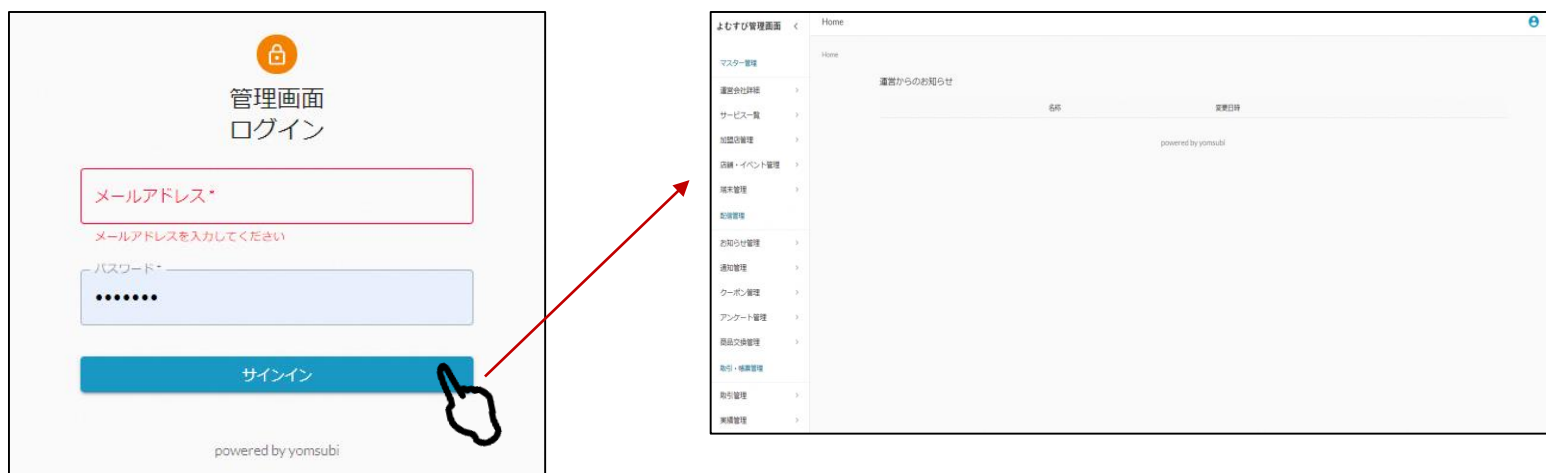 管理画面
ログイン
メールアドレス *
メールアドレスを入力してください
パスワード *
•••••••
サインイン
powered by yomsubi
よむすび管理画面 <
Home
Home
マスター管理
運営会社詳細 >
サービス一覧 >
加盟店管理 >
店舗・イベント管理 >
端末管理 >
配信管理
お知らせ管理 >
通知管理 >
クーポン管理 >
アンケート管理 >
商品交換管理 >
取引・精算管理
取引管理 >
実績管理 >
運営からのお知らせ
名称 変更日時
powered by yomsubi